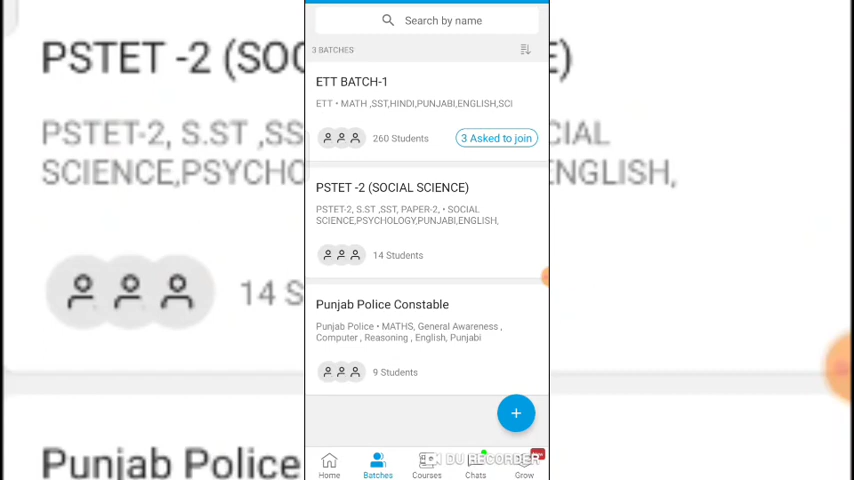 Search by name
3 BATCHES
ETT BATCH-1
ETT • MATH ,SST,HINDI,PUNJABI,ENGLISH,SCI
260 Students
3 Asked to join
PSTET -2 (SOCIAL SCIENCE)
PSTET-2, S.ST ,SST, PAPER-2, • SOCIAL
SCIENCE,PSYCHOLOGY,PUNJABI,ENGLISH,
14 Students
Punjab Police Constable
Punjab Police • MATHS, General Awareness ,
Computer , Reasoning , English, Punjabi
9 Students
+
DU RECORDER
Home
Batches
Courses
Chats
Grow
PSTET -2 (SOC
PSTET-2, S.ST ,SS
CIAL
SCIENCE,PSYCHO
ENGLISH,
14 S
Punjab Police